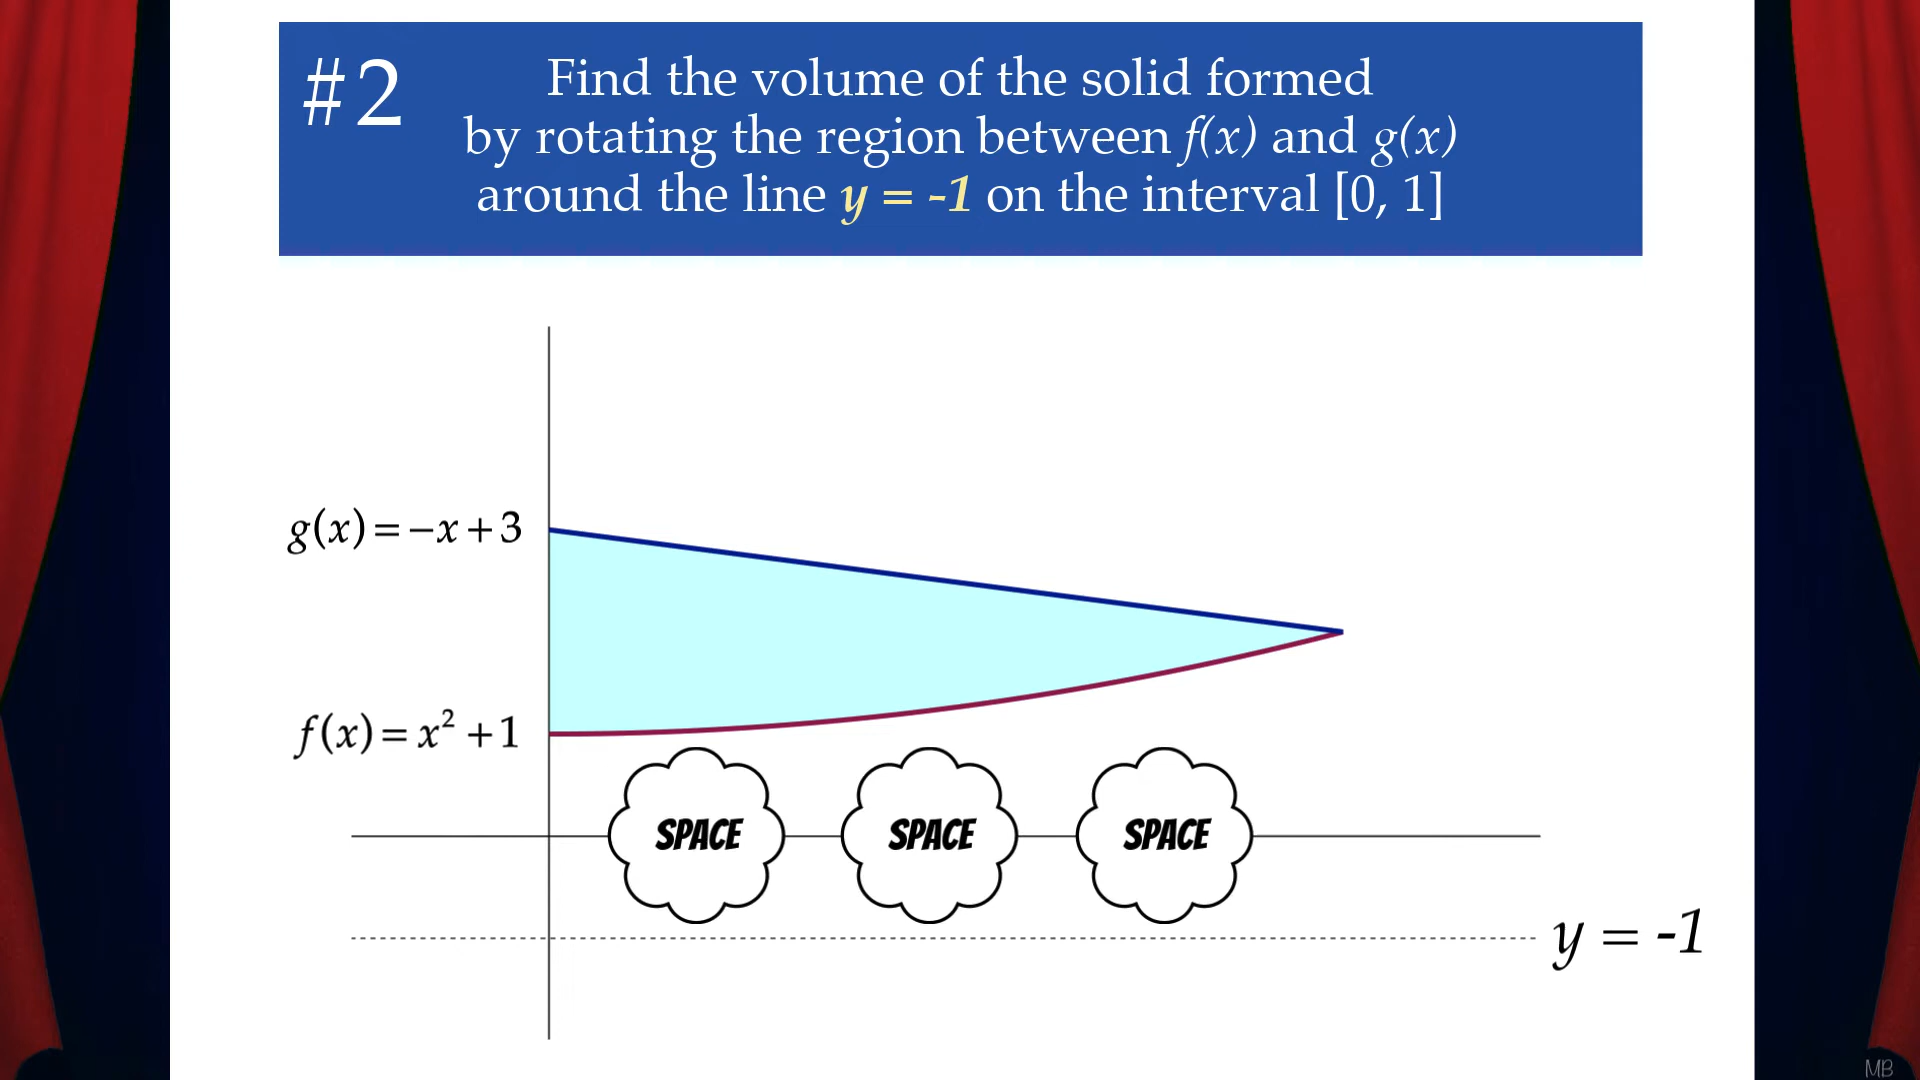 #2
Find the volume of the solid formed
by rotating the region between f(x) and g(x)
around the line y = -1 on the interval [0, 1]
g(x) = −x + 3
f(x) = x² + 1
SPACE SPACE SPACE
y = -1
MB